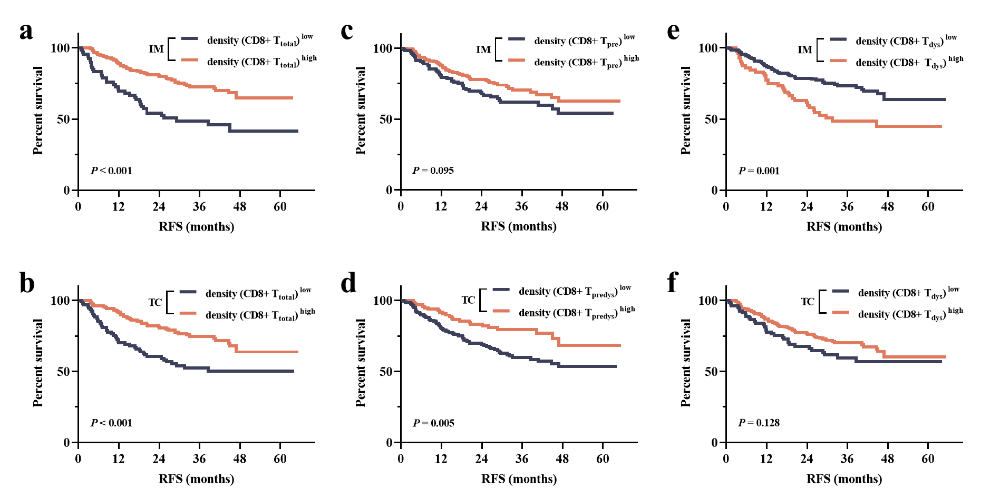 a
IM
density (CD8+ Ttotal) low
density (CD8+ Ttotal) high
100
50
0
Percent survival
P < 0.001
0 12 24 36 48 60
RFS (months)
c
IM
density (CD8+ Tpre) low
density (CD8+ Tpre) high
100
50
0
Percent survival
P = 0.095
0 12 24 36 48 60
RFS (months)
e
IM
density (CD8+ Tdys) low
density (CD8+ Tdys) high
100
50
0
Percent survival
P = 0.001
0 12 24 36 48 60
RFS (months)
b
TC
density (CD8+ Ttotal) low
density (CD8+ Ttotal) high
100
50
0
Percent survival
P < 0.001
0 12 24 36 48 60
RFS (months)
d
TC
density (CD8+ Tpredys) low
density (CD8+ Tpredys) high
100
50
0
Percent survival
P = 0.005
0 12 24 36 48 60
RFS (months)
f
TC
density (CD8+ Tdys) low
density (CD8+ Tdys) high
100
50
0
Percent survival
P = 0.128
0 12 24 36 48 60
RFS (months)